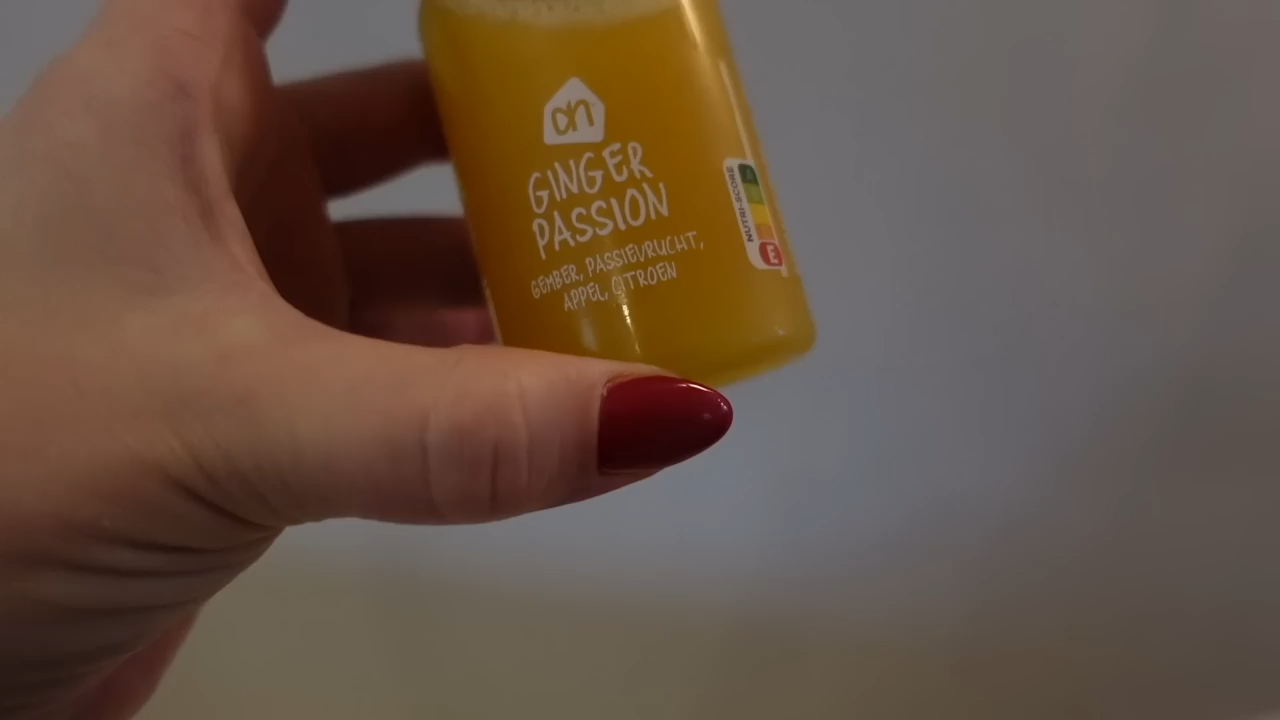 ah
GINGER
PASSION
GEMBER, PASSIEVRUCHT,
APPEL, CITROEN
NUTRI-SCORE
E